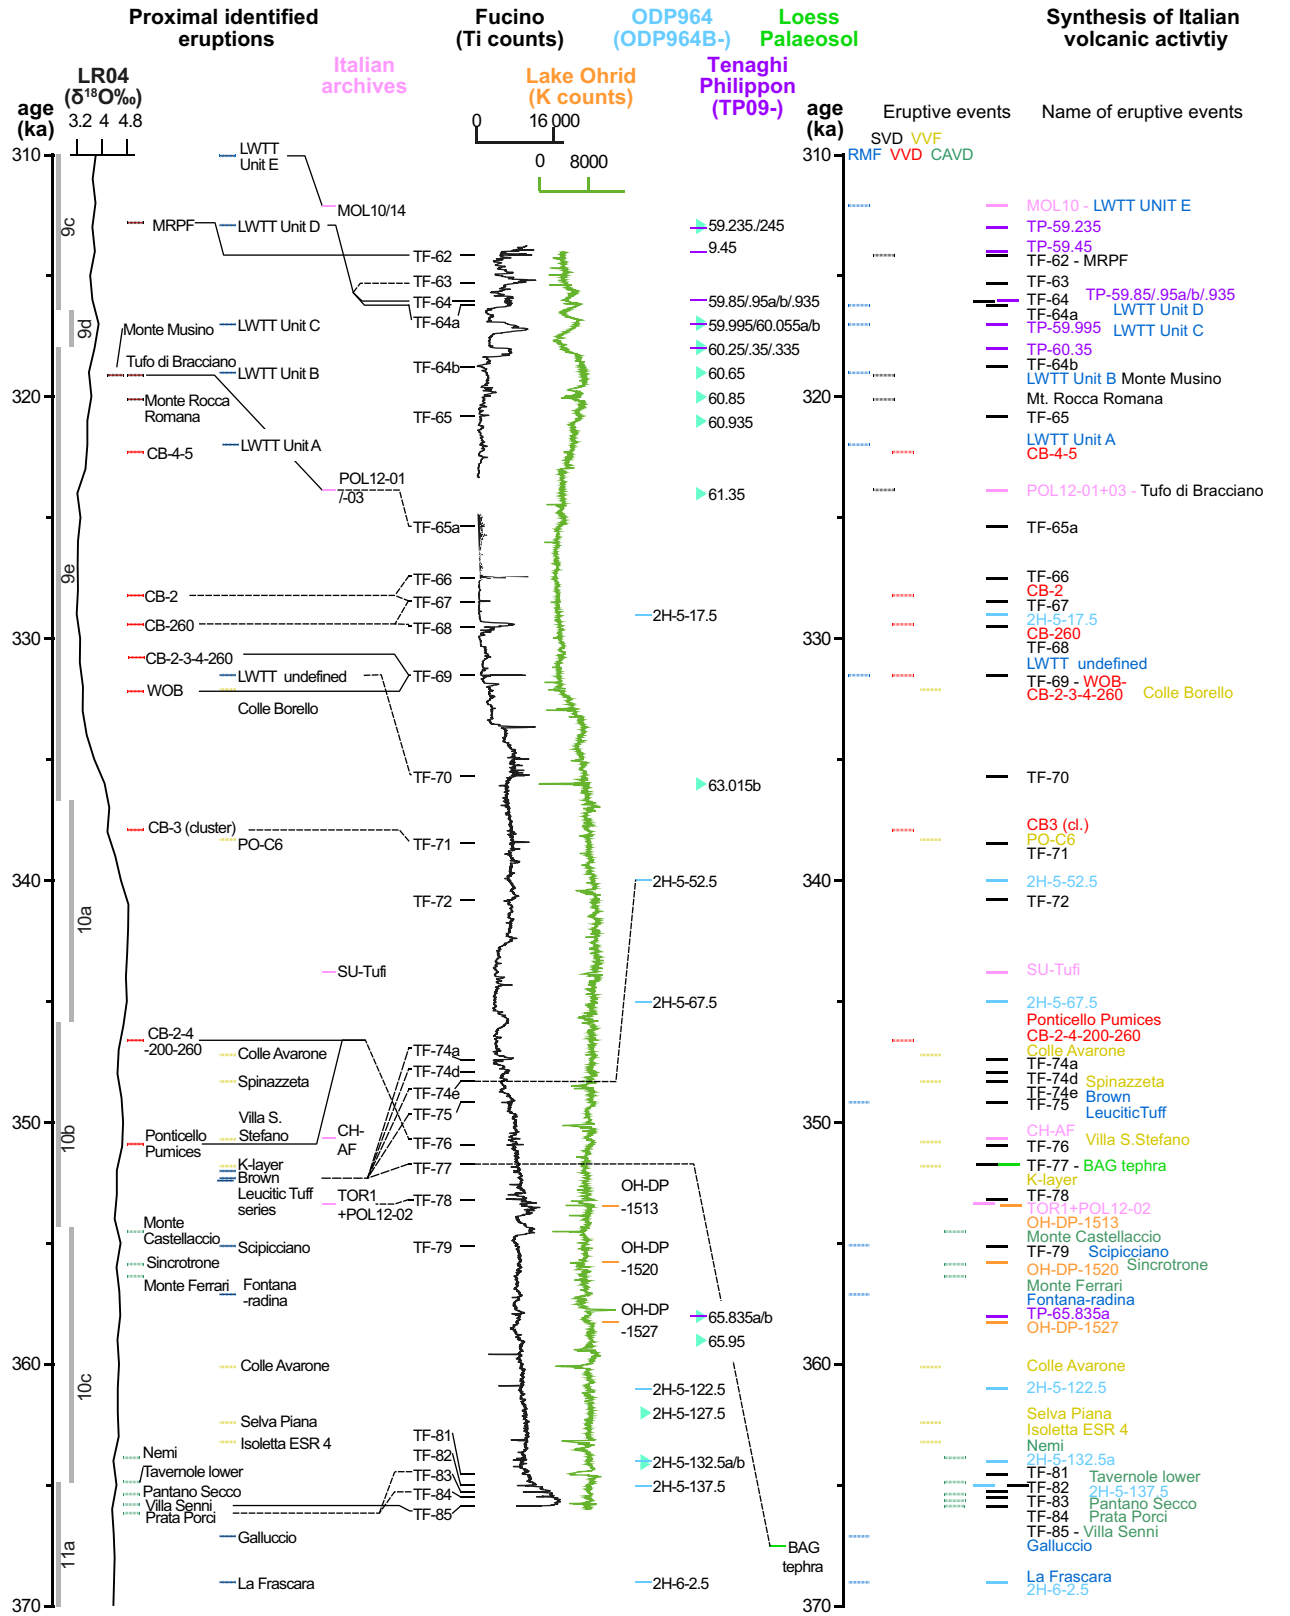 Proximal identified
eruptions
Fucino
(Ti counts)
ODP964
(ODP964B-)
Loess
Palaeosol
Synthesis of Italian
volcanic activtiy
Italian
archives
Lake Ohrid
(K counts)
Tenaghi
Philippon
(TP09-)
LR04
(δ18O‰)
age
(ka)
3.2 4 4.8
0 16 000
0 8000
age
(ka)
Eruptive events
Name of eruptive events
SVD VVF
RMF VVD CAVD
310
320
330
340
350
360
370
9c
9d
9e
10a
10b
10c
11a
LWTT
Unit E
MOL10/14
MRPF
LWTT Unit D
Monte Musino
LWTT Unit C
Tufo di Bracciano
LWTT Unit B
Monte Rocca
Romana
LWTT Unit A
CB-4-5
POL12-01
/-03
CB-2
CB-260
CB-2-3-4-260
LWTT undefined
WOB
Colle Borello
CB-3 (cluster)
PO-C6
SU-Tufi
CB-2-4
-200-260
Colle Avarone
Spinazzeta
Villa S.
Stefano
CH-
AF
Ponticello
Pumices
K-layer
Brown
Leucitic Tuff
series
TOR1
+POL12-02
Monte
Castellaccio
Scipicciano
Sincrotrone
Monte Ferrari
Fontana
-radina
Colle Avarone
Selva Piana
Isoletta ESR 4
Nemi
Tavernole lower
Pantano Secco
Villa Senni
Prata Porci
Galluccio
La Frascara
TF-62
TF-63
TF-64
TF-64a
TF-64b
TF-65
TF-65a
TF-66
TF-67
TF-68
TF-69
TF-70
TF-71
TF-72
TF-74a
TF-74d
TF-74e
TF-75
TF-76
TF-77
TF-78
TF-79
TF-81
TF-82
TF-83
TF-84
TF-85
OH-DP
-1513
OH-DP
-1520
OH-DP
-1527
2H-5-17.5
2H-5-52.5
2H-5-67.5
2H-5-122.5
2H-5-127.5
2H-5-132.5a/b
2H-5-137.5
2H-6-2.5
59.235./245
9.45
59.85/.95a/b/.935
59.995/60.055a/b
60.25/.35/.335
60.65
60.85
60.935
61.35
63.015b
65.835a/b
65.95
BAG
tephra
310
320
330
340
350
360
370
MOL10 - LWTT UNIT E
TP-59.235
TP-59.45
TF-62 - MRPF
TF-63
TF-64 TP-59.85/.95a/b/.935
TF-64a LWTT Unit D
TP-59.995 LWTT Unit C
TP-60.35
TF-64b
LWTT Unit B Monte Musino
Mt. Rocca Romana
TF-65
LWTT Unit A
CB-4-5
POL12-01+03 - Tufo di Bracciano
TF-65a
TF-66
CB-2
TF-67
2H-5-17.5
CB-260
TF-68
LWTT undefined
TF-69 - WOB-
CB-2-3-4-260 Colle Borello
TF-70
CB3 (cl.)
PO-C6
TF-71
2H-5-52.5
TF-72
SU-Tufi
2H-5-67.5
Ponticello Pumices
CB-2-4-200-260
Colle Avarone
TF-74a
TF-74d Spinazzeta
TF-74e Brown
TF-75 LeuciticTuff
CH-AF
TF-76 Villa S.Stefano
TF-77 - BAG tephra
K-layer
TF-78
TOR1+POL12-02
OH-DP-1513
Monte Castellaccio
TF-79 Scipicciano
OH-DP-1520 Sincrotrone
Monte Ferrari
Fontana-radina
TP-65.835a
OH-DP-1527
Colle Avarone
2H-5-122.5
Selva Piana
Isoletta ESR 4
Nemi
2H-5-132.5a
TF-81 Tavernole lower
TF-82 2H-5-137.5
TF-83 Pantano Secco
TF-84 Prata Porci
TF-85 - Villa Senni
Galluccio
La Frascara
2H-6-2.5